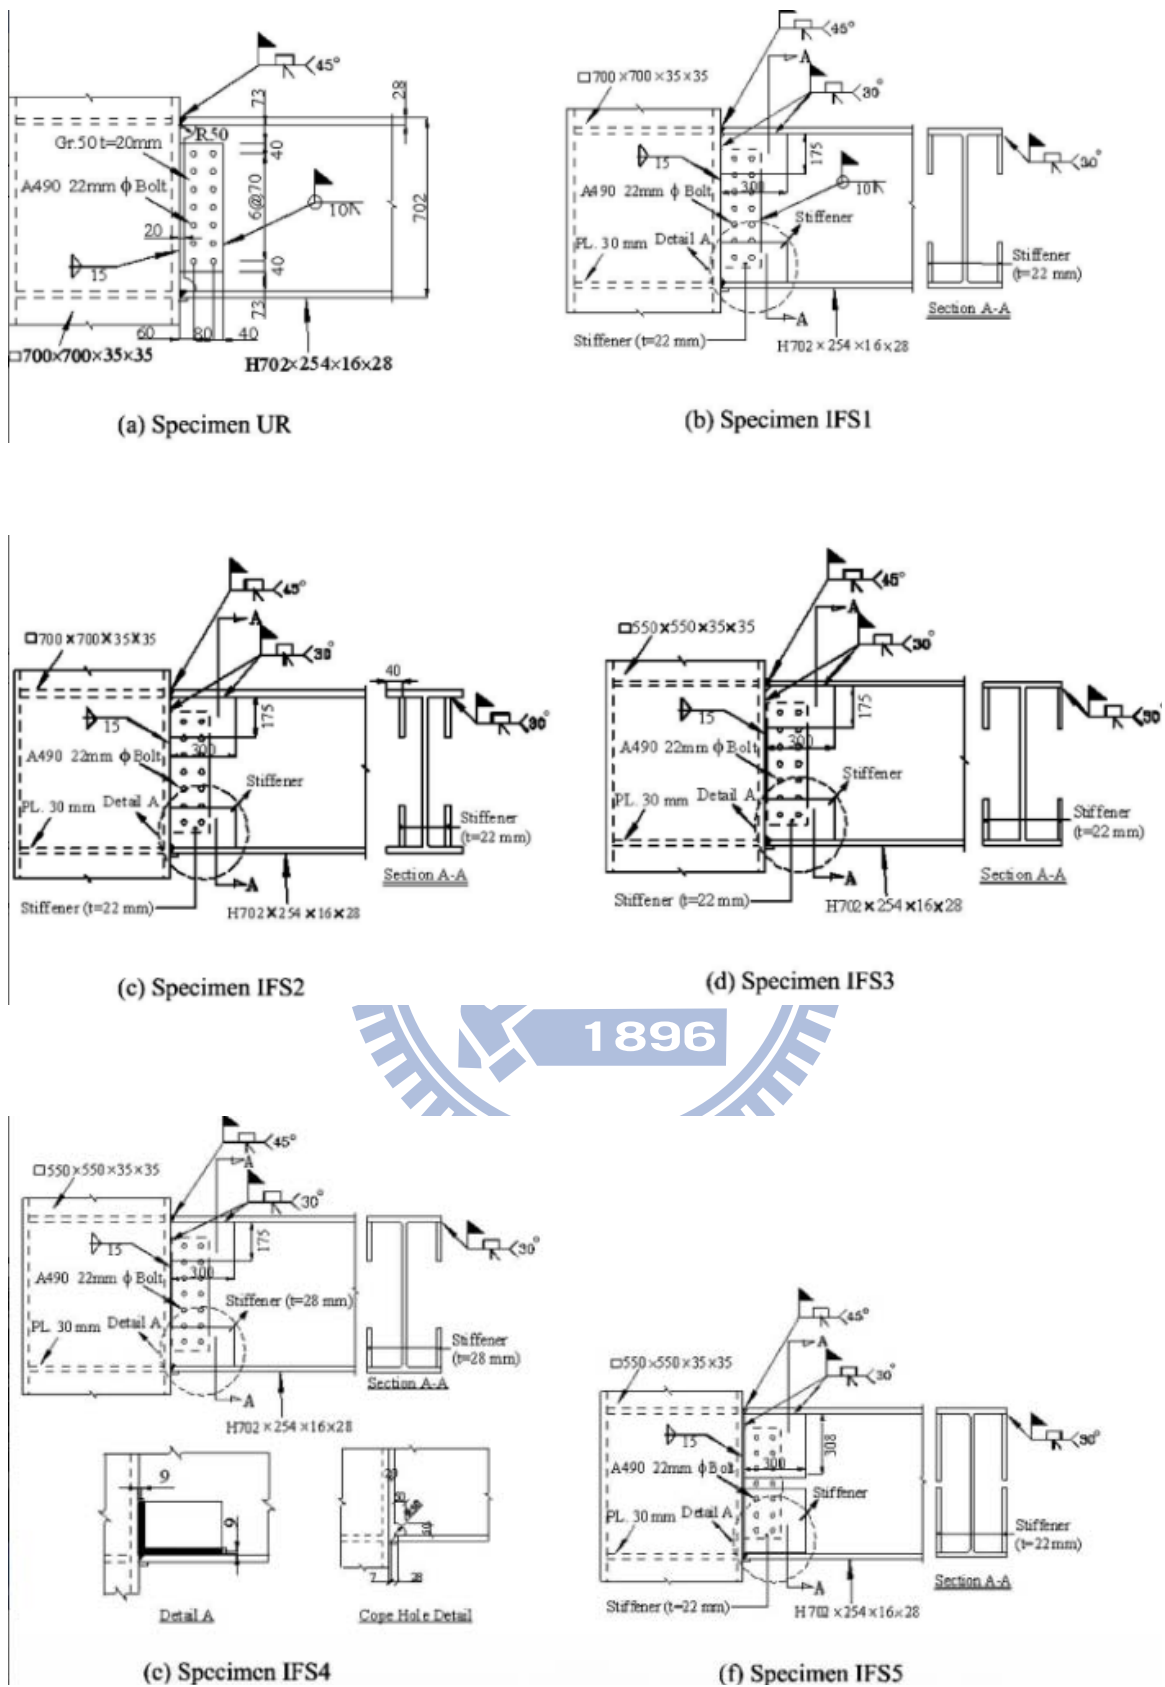 45°
73
28
R50
Gr.50 t=20mm
40
A490 22mm ϕ Bolt
6@70
10
702
20
15
40
73
60
80
40
□700×700×35×35
H702×254×16×28
(a) Specimen UR
45°
A
□700×700×35×35
30°
175
15
30°
A490 22mm ϕ Bolt
300
10
Stiffener
PL. 30 mm
Detail A
Stiffener
(t=22 mm)
Section A-A
A
Stiffener (t=22 mm)
H702×254×16×28
(b) Specimen IFS1
45°
A
□700×700×35×35
30°
40
175
15
30°
A490 22mm ϕ Bolt
300
Stiffener
PL. 30 mm
Detail A
Stiffener
(t=22 mm)
Section A-A
A
Stiffener (t=22 mm)
H702×254×16×28
(c) Specimen IFS2
45°
A
□550×550×35×35
30°
175
15
30°
A490 22mm ϕ Bolt
300
Stiffener
PL. 30 mm
Detail A
Stiffener
(t=22 mm)
Section A-A
A
Stiffener (t=22 mm)
H702×254×16×28
(d) Specimen IFS3
1896
45°
A
□550×550×35×35
30°
175
15
30°
A490 22mm ϕ Bolt
300
Stiffener (t=28 mm)
PL. 30 mm
Detail A
Stiffener
(t=28 mm)
Section A-A
A
H702×254×16×28
9
9
Detail A
20
7
28
Cope Hole Detail
(e) Specimen IFS4
45°
A
□550×550×35×35
30°
308
15
30°
A490 22mm ϕ Bolt
300
Stiffener
PL. 30mm
Detail A
Stiffener
(t=22mm)
Section A-A
A
Stiffener (t=22 mm)
H702×254×16×28
(f) Specimen IFS5